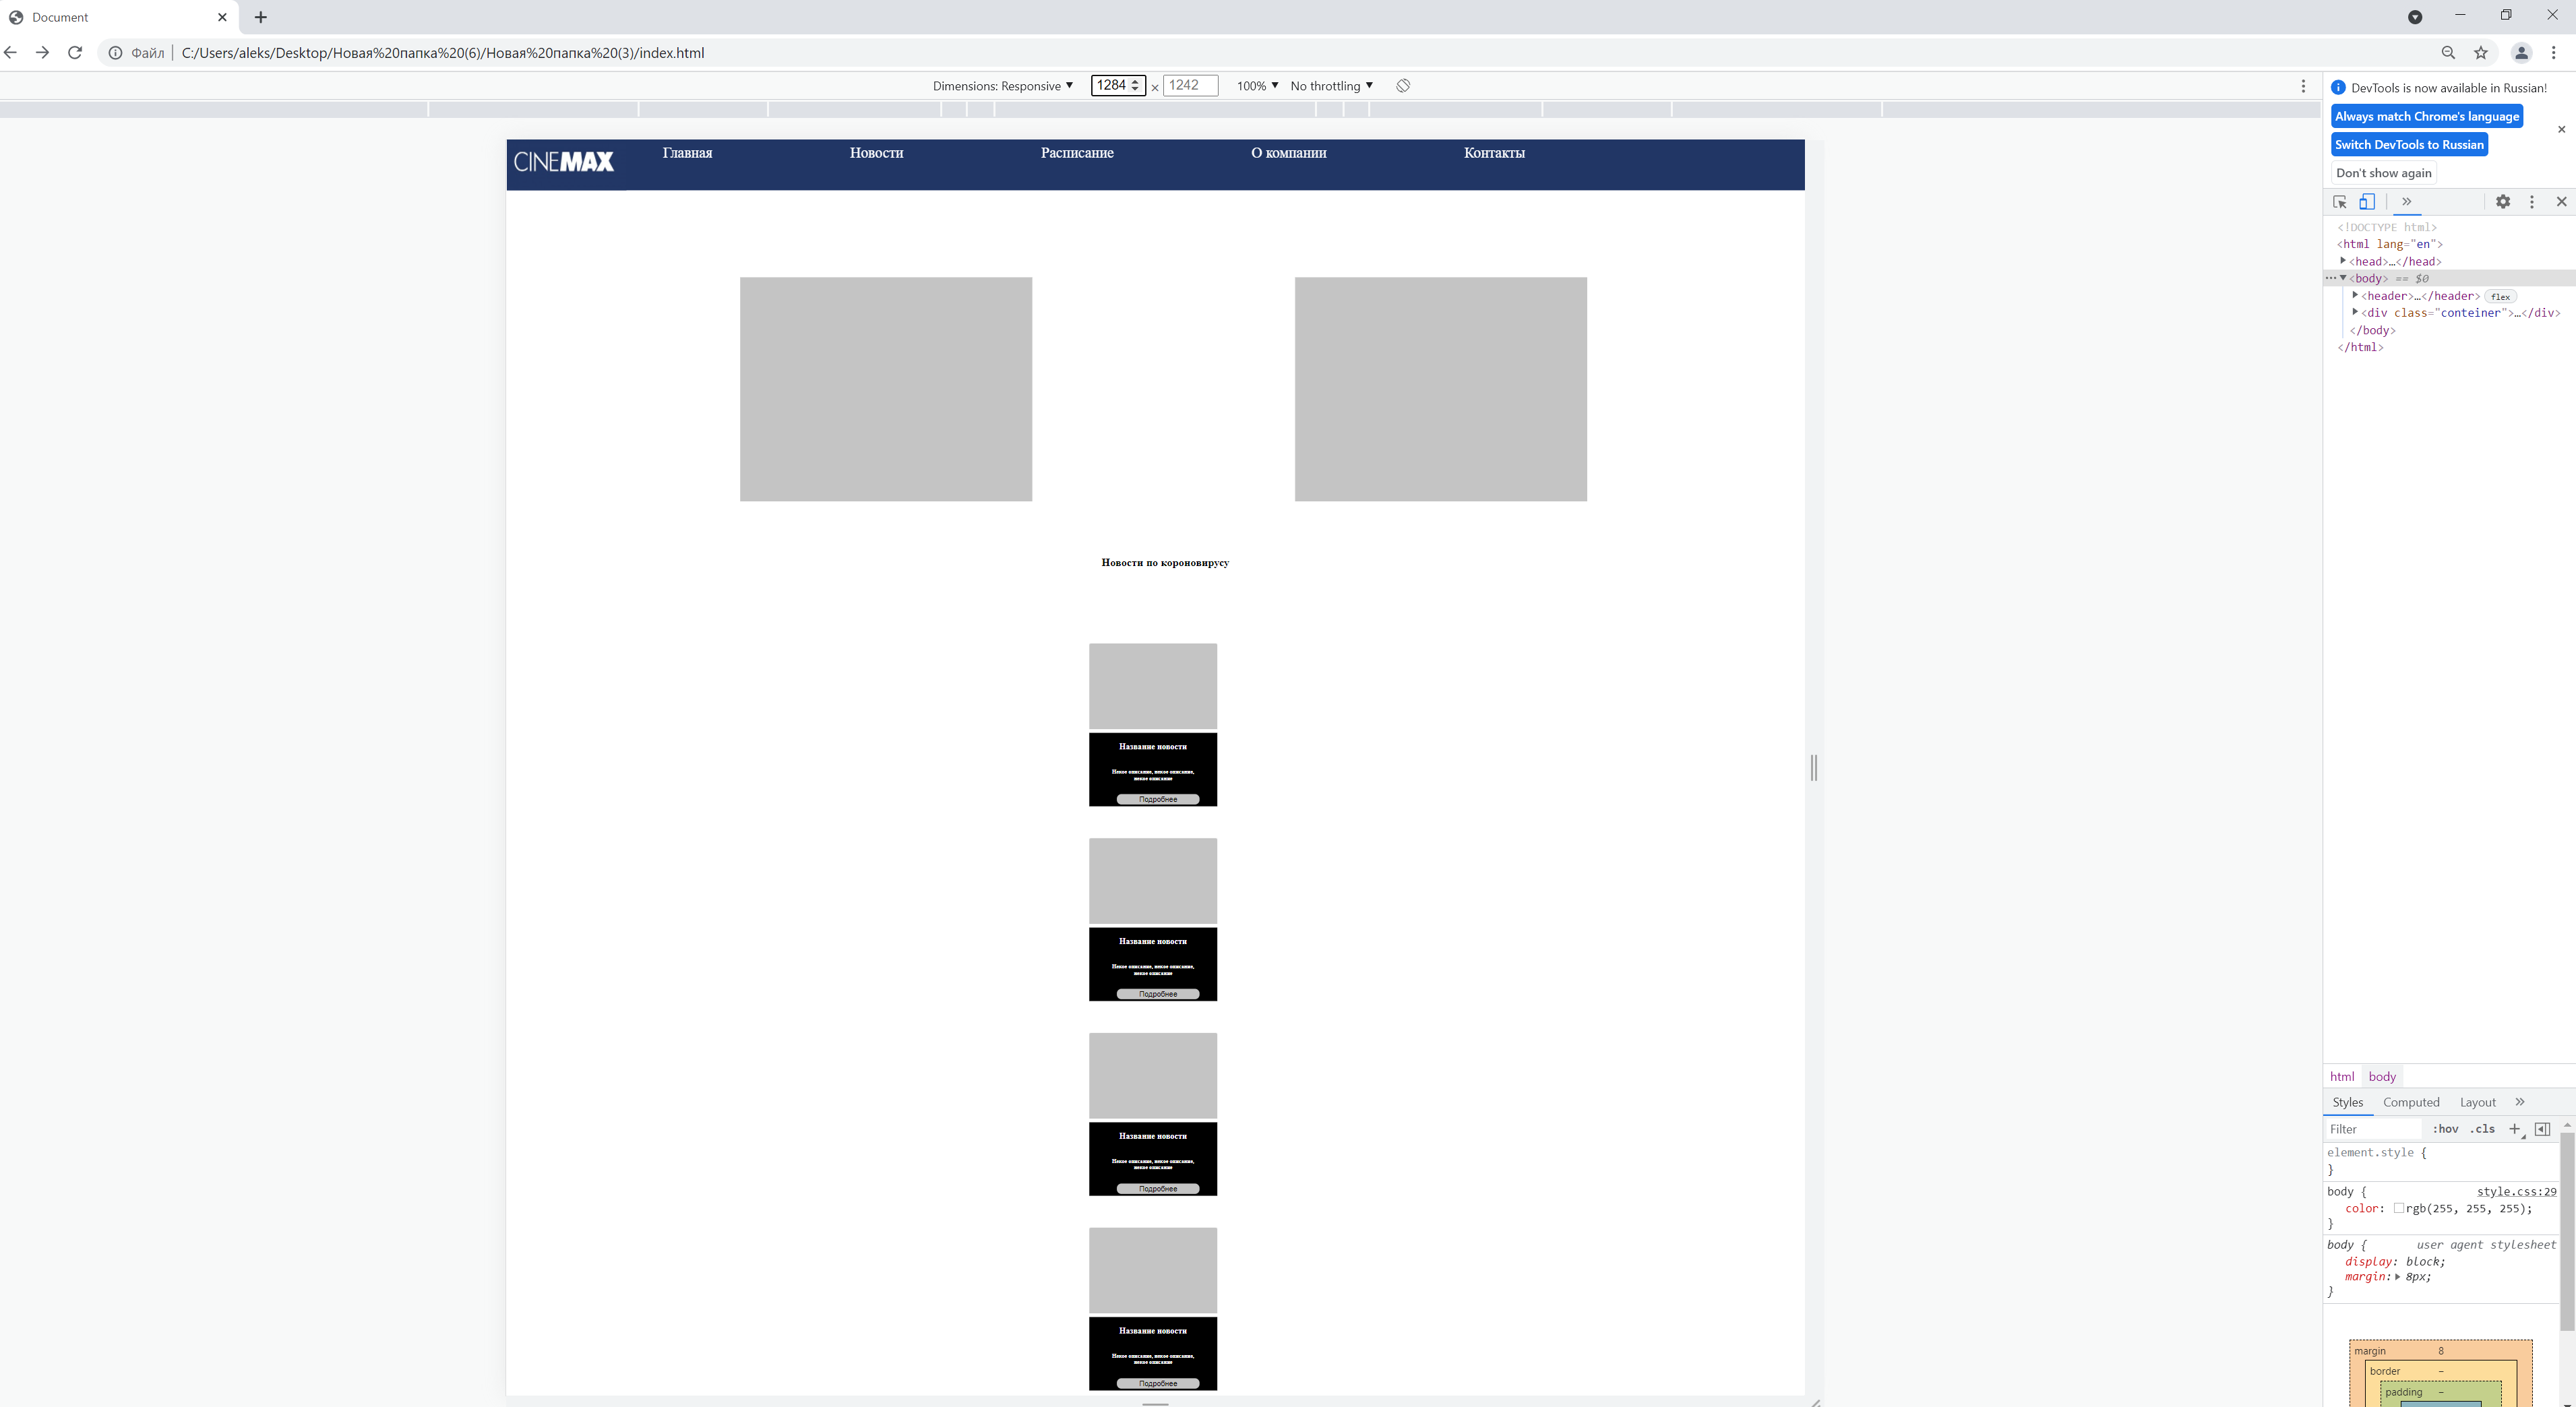 Document
Файл
C:/Users/aleks/Desktop/Новая%20папка%20(6)/Новая%20папка%20(3)/index.html
Dimensions: Responsive 1284 × 1242 100% No throttling
CINEMAX Главная Новости Расписание О компании Контакты
Новости по короновирусу
Название новости
Некое описание, некое описание,
некое описание
Подробнее
Название новости
Некое описание, некое описание,
некое описание
Подробнее
Название новости
Некое описание, некое описание,
некое описание
Подробнее
Название новости
Некое описание, некое описание,
некое описание
Подробнее
DevTools is now available in Russian!
Always match Chrome's language
Switch DevTools to Russian
Don't show again
<!DOCTYPE html>
<html lang="en">
<head>…</head>
<body> == $0
<header>…</header> flex
<div class="conteiner">…</div>
</body>
</html>
html body
Styles Computed Layout
Filter :hov .cls
element.style {
}
body { style.css:29
color: rgb(255, 255, 255);
}
body { user agent stylesheet
display: block;
margin: 8px;
}
margin 8
border –
padding –